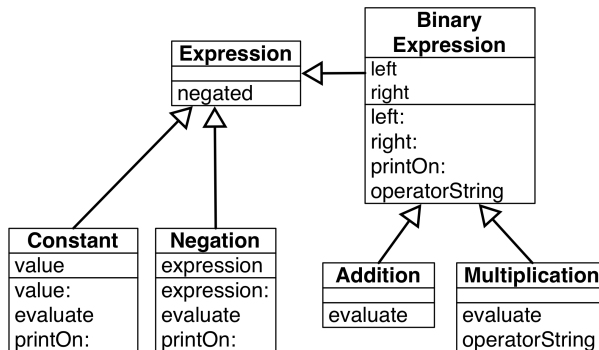 Expression
negated
Binary
Expression
left
right
left:
right:
printOn:
operatorString
Constant
value
value:
evaluate
printOn:
Negation
expression
expression:
evaluate
printOn:
Addition
evaluate
Multiplication
evaluate
operatorString